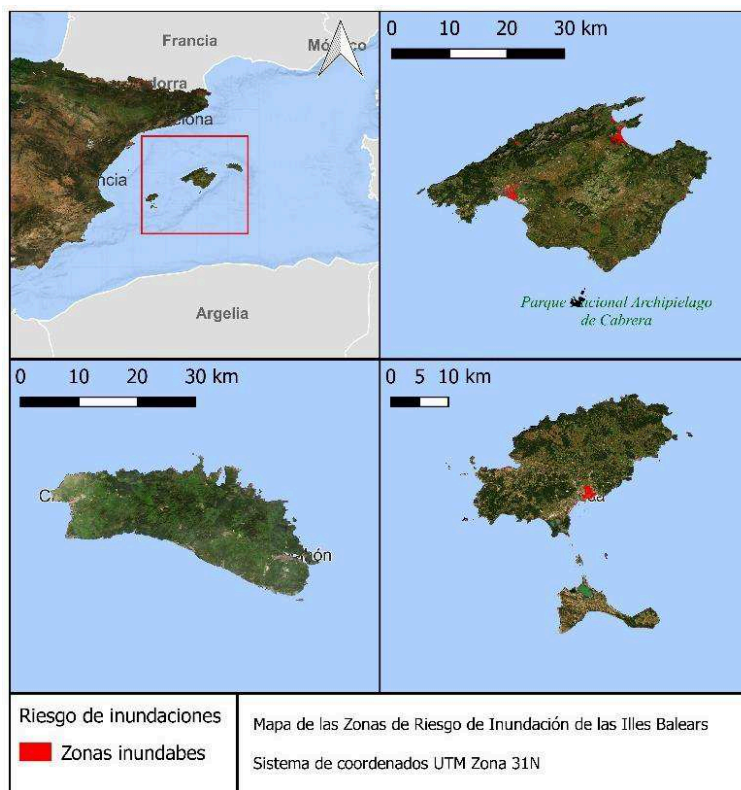 Francia
Argelia
0 10 20 30 km
Parque Nacional Archipielago
de Cabrera
0 10 20 30 km
0 5 10 km
Riesgo de inundaciones
Zonas inundabes
Mapa de las Zonas de Riesgo de Inundación de las Illes Balears
Sistema de coordenados UTM Zona 31N